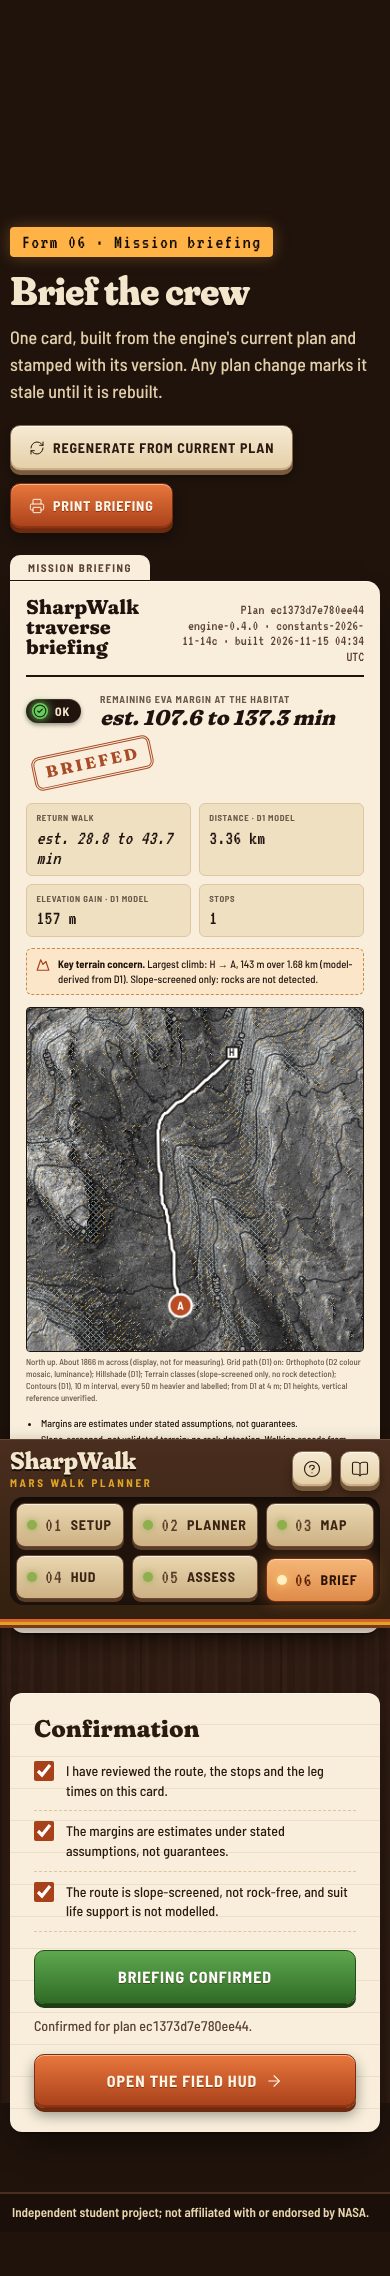 Form 06 · Mission briefing
Brief the crew
One card, built from the engine's current plan and
stamped with its version. Any plan change marks it
stale until it is rebuilt.
REGENERATE FROM CURRENT PLAN
PRINT BRIEFING
MISSION BRIEFING
SharpWalk
traverse
briefing
Plan ec1373d7e780ee44
engine-0.4.0 · constants-2026-
11-14c · built 2026-11-15 04:34
UTC
OK
REMAINING EVA MARGIN AT THE HABITAT
est. 107.6 to 137.3 min
BRIEFED
RETURN WALK
est. 28.8 to 43.7
min
DISTANCE · D1 MODEL
3.36 km
ELEVATION GAIN · D1 MODEL
157 m
STOPS
1
Key terrain concern. Largest climb: H → A, 143 m over 1.68 km (model-
derived from D1). Slope-screened only: rocks are not detected.
H
A
North up. About 1866 m across (display, not for measuring). Grid path (D1) on: Orthophoto (D2 colour
mosaic, luminance); Hillshade (D1); Terrain classes (slope-screened only, no rock detection);
Contours (D1), 10 m interval, every 50 m heavier and labelled; from D1 at 4 m; D1 heights, vertical
reference unverified.
• Margins are estimates under stated assumptions, not guarantees.
SharpWalk
MARS WALK PLANNER
01 SETUP
02 PLANNER
03 MAP
04 HUD
05 ASSESS
06 BRIEF
Confirmation
I have reviewed the route, the stops and the leg
times on this card.
The margins are estimates under stated
assumptions, not guarantees.
The route is slope-screened, not rock-free, and suit
life support is not modelled.
BRIEFING CONFIRMED
Confirmed for plan ec1373d7e780ee44.
OPEN THE FIELD HUD →
Independent student project; not affiliated with or endorsed by NASA.